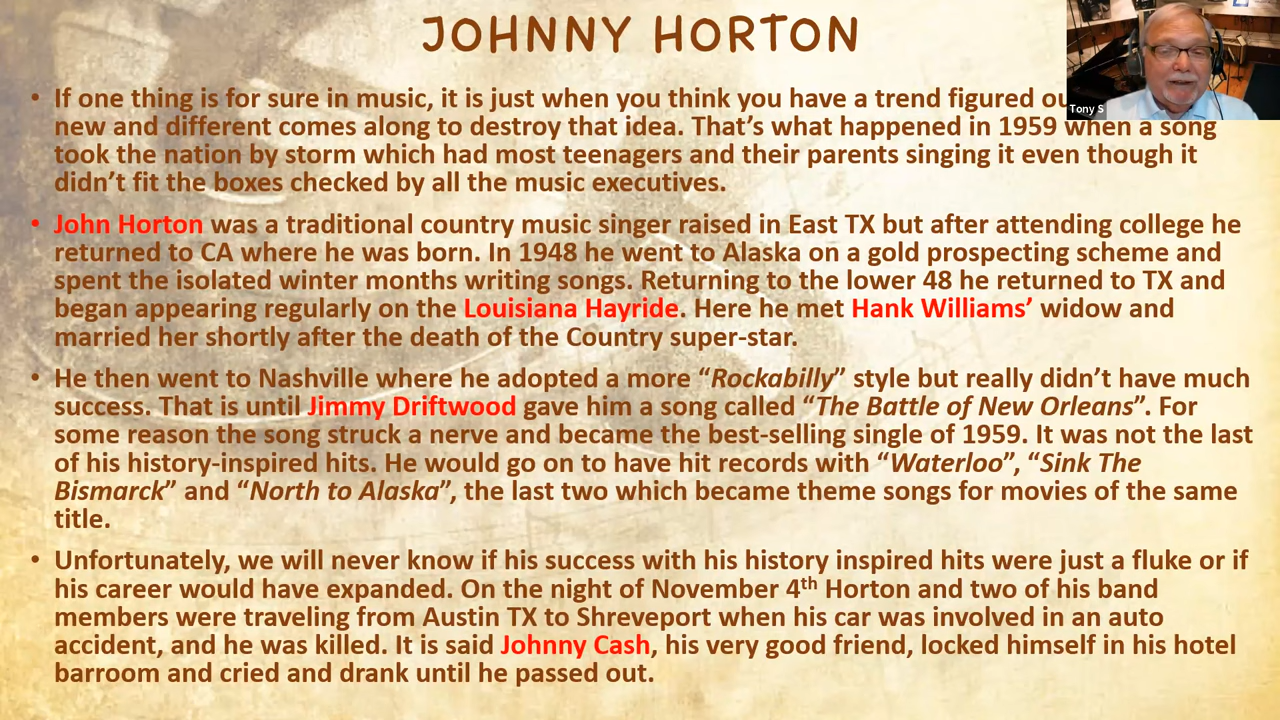 JOHNNY HORTON
Tony S
• If one thing is for sure in music, it is just when you think you have a trend figured
new and different comes along to destroy that idea. That’s what happened in 1959 when a song
took the nation by storm which had most teenagers and their parents singing it even though it
didn’t fit the boxes checked by all the music executives.
• John Horton was a traditional country music singer raised in East TX but after attending college he
returned to CA where he was born. In 1948 he went to Alaska on a gold prospecting scheme and
spent the isolated winter months writing songs. Returning to the lower 48 he returned to TX and
began appearing regularly on the Louisiana Hayride. Here he met Hank Williams’ widow and
married her shortly after the death of the Country super-star.
• He then went to Nashville where he adopted a more “Rockabilly” style but really didn’t have much
success. That is until Jimmy Driftwood gave him a song called “The Battle of New Orleans”. For
some reason the song struck a nerve and became the best-selling single of 1959. It was not the last
of his history-inspired hits. He would go on to have hit records with “Waterloo”, “Sink The
Bismarck” and “North to Alaska”, the last two which became theme songs for movies of the same
title.
• Unfortunately, we will never know if his success with his history inspired hits were just a fluke or if
his career would have expanded. On the night of November 4th Horton and two of his band
members were traveling from Austin TX to Shreveport when his car was involved in an auto
accident, and he was killed. It is said Johnny Cash, his very good friend, locked himself in his hotel
barroom and cried and drank until he passed out.